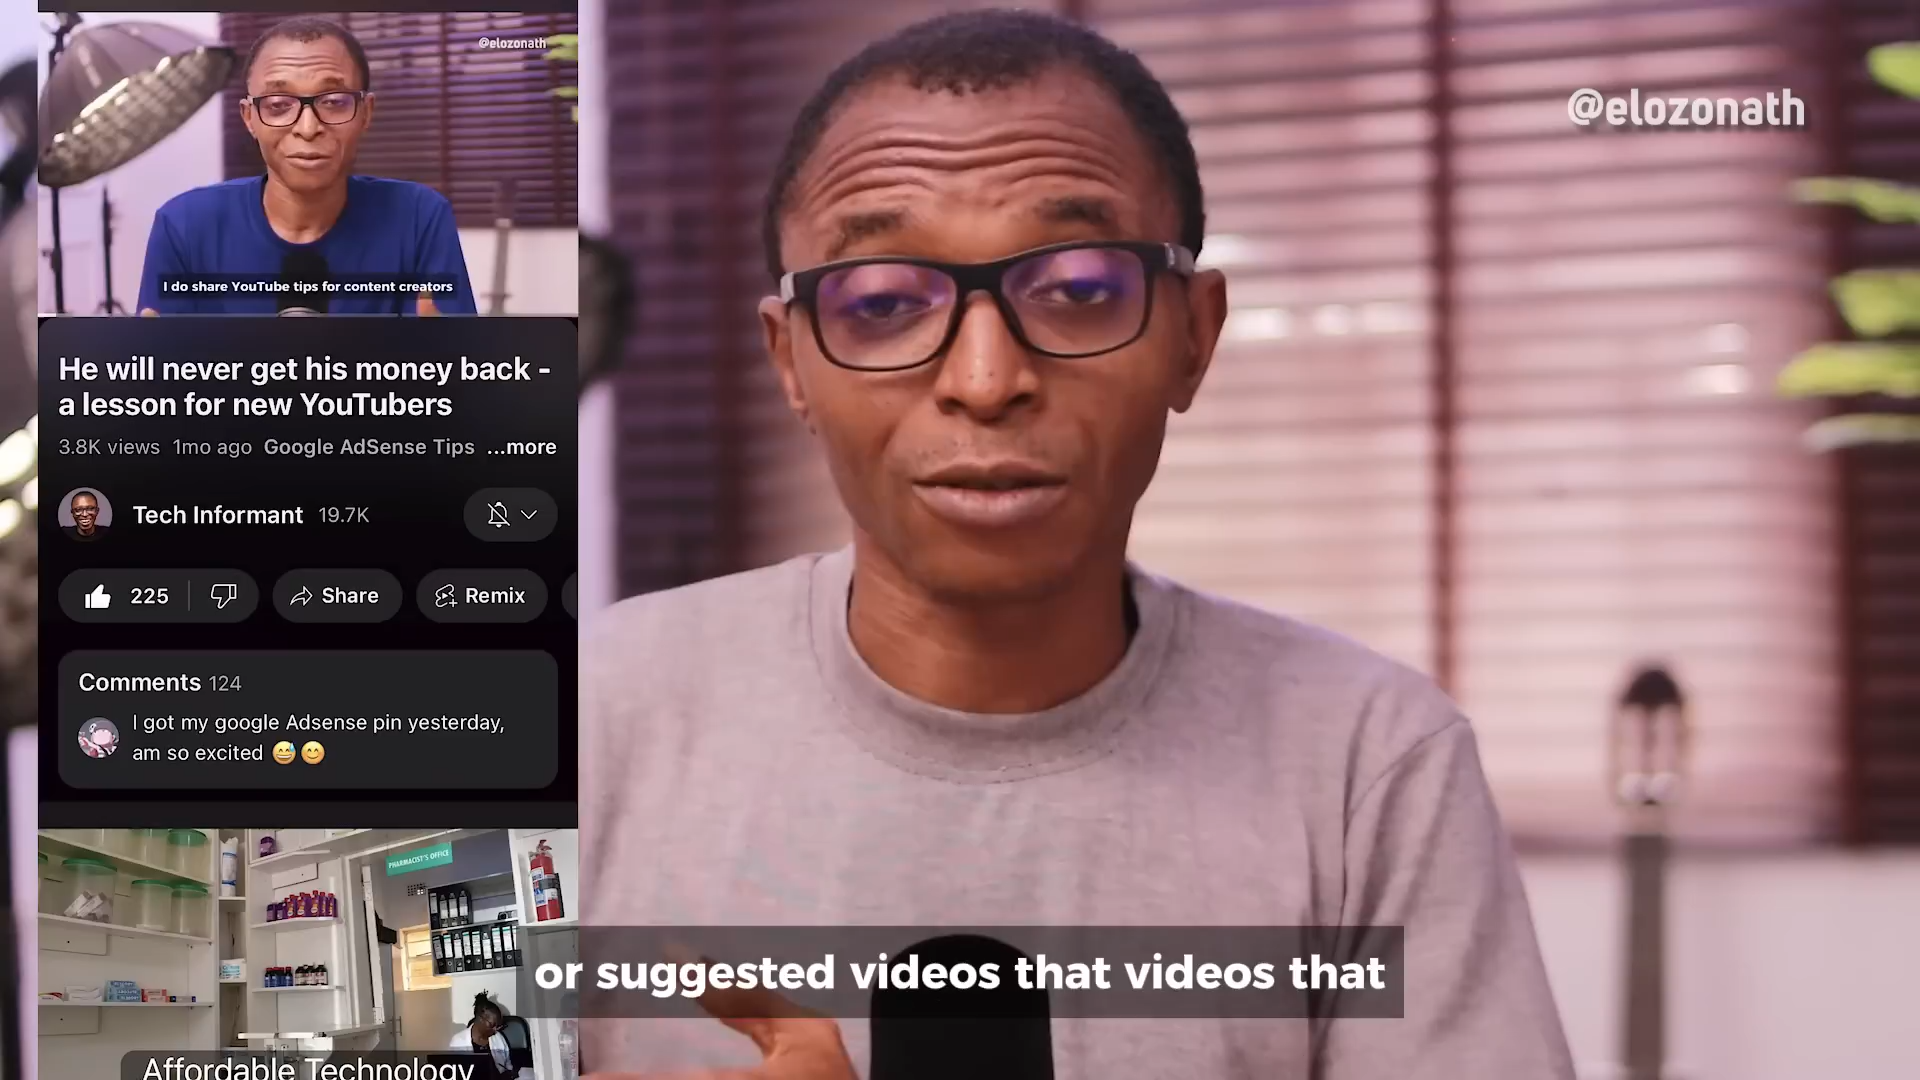 @elozonath
I do share YouTube tips for content creators
He will never get his money back -
a lesson for new YouTubers
3.8K views 1mo ago Google AdSense Tips ...more
Tech Informant 19.7K
225 Share Remix
Comments 124
I got my google Adsense pin yesterday,
am so excited 😅😊
PHARMACIST'S OFFICE
Affordable Technology
@elozonath
or suggested videos that videos that